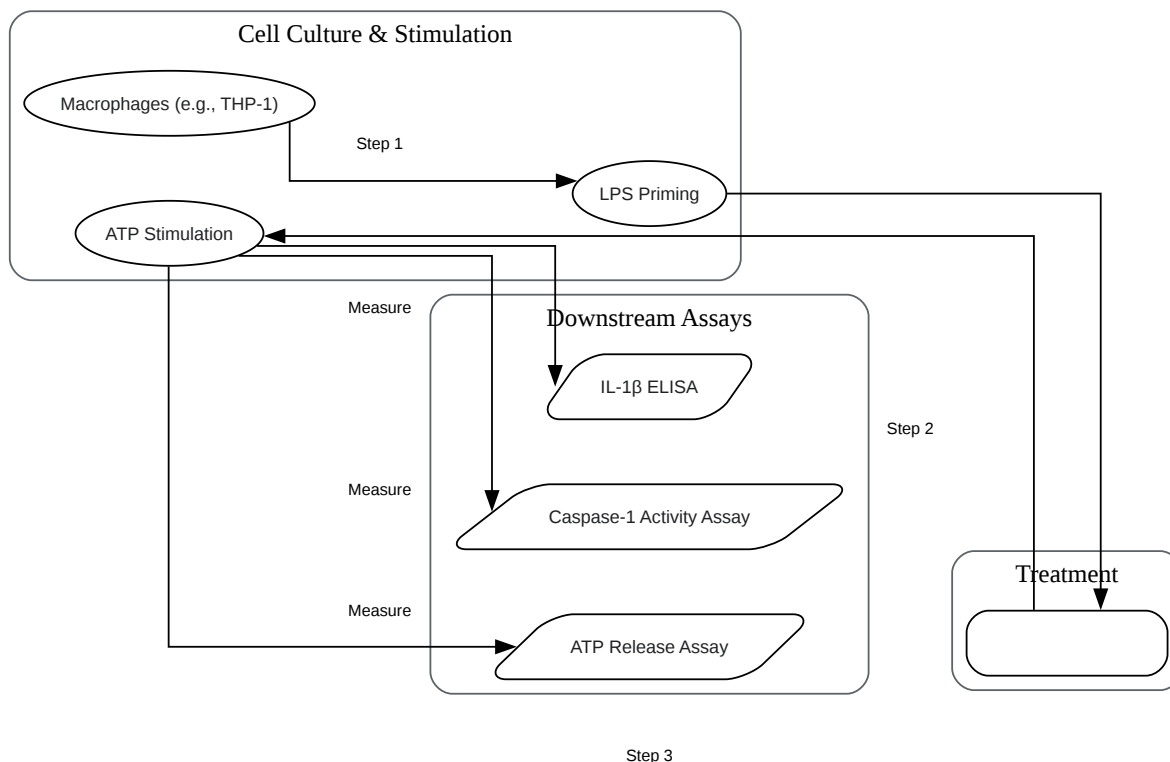 Cell Culture & Stimulation
Macrophages (e.g., THP-1)
Step 1
LPS Priming
ATP Stimulation
Measure
Downstream Assays
IL-1β ELISA
Step 2
Measure
Caspase-1 Activity Assay
Treatment
Measure
ATP Release Assay
Step 3